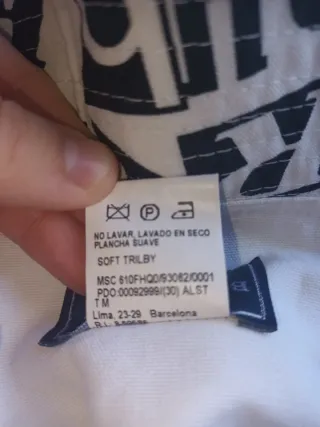 P
NO LAVAR, LAVADO EN SECO
PLANCHA SUAVE
SOFT TRILBY
MSC 610FHQ0/93082/0001
PDO:00092999/(30) ALST
T M
Lima, 23-29 Barcelona